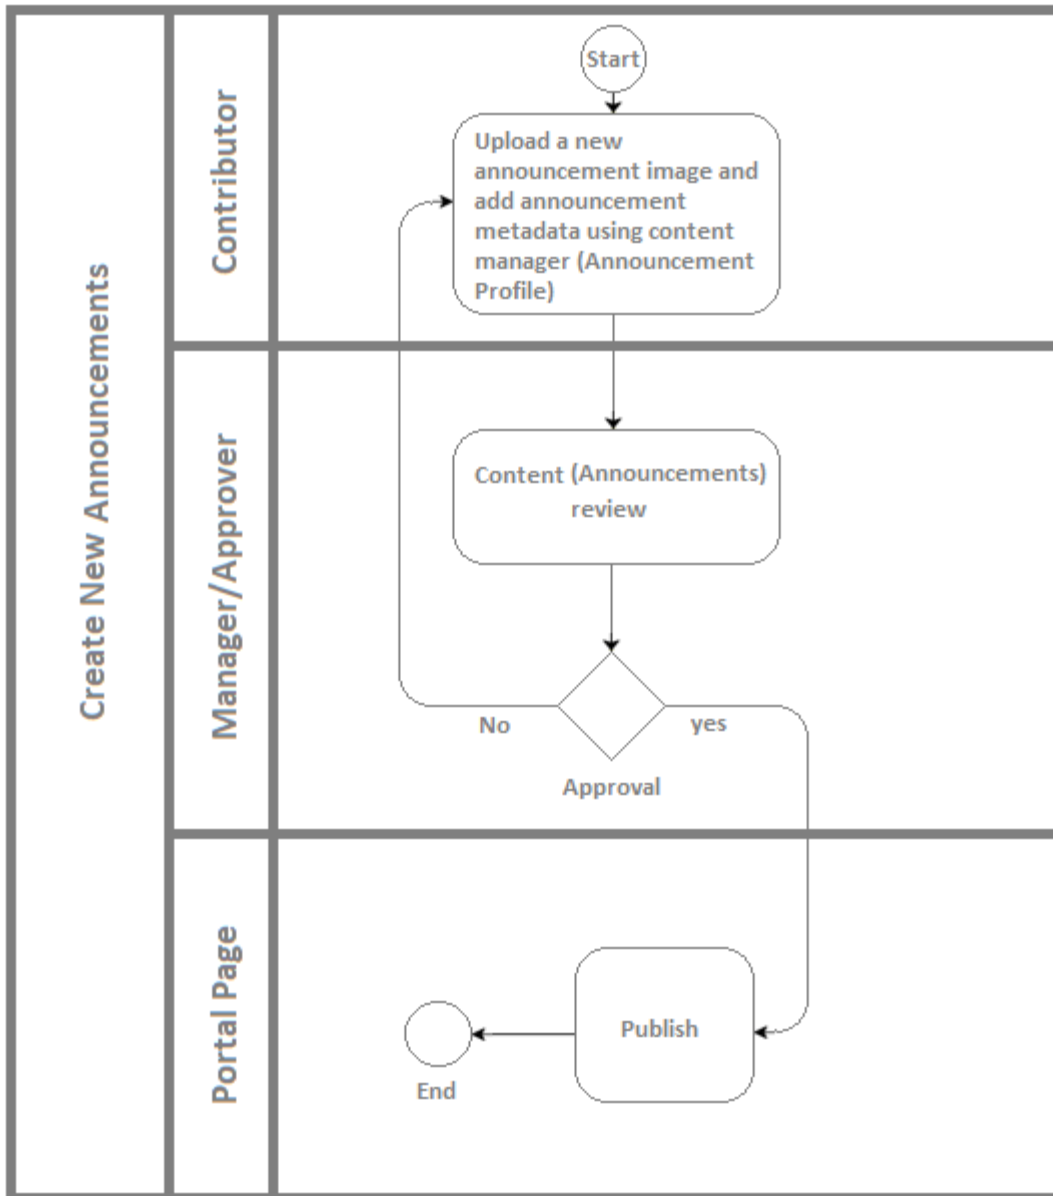 Create New Announcements
Contributor
Start
Upload a new
announcement image and
add announcement
metadata using content
manager (Announcement
Profile)
Manager/Approver
Content (Announcements)
review
No
yes
Approval
Portal Page
Publish
End